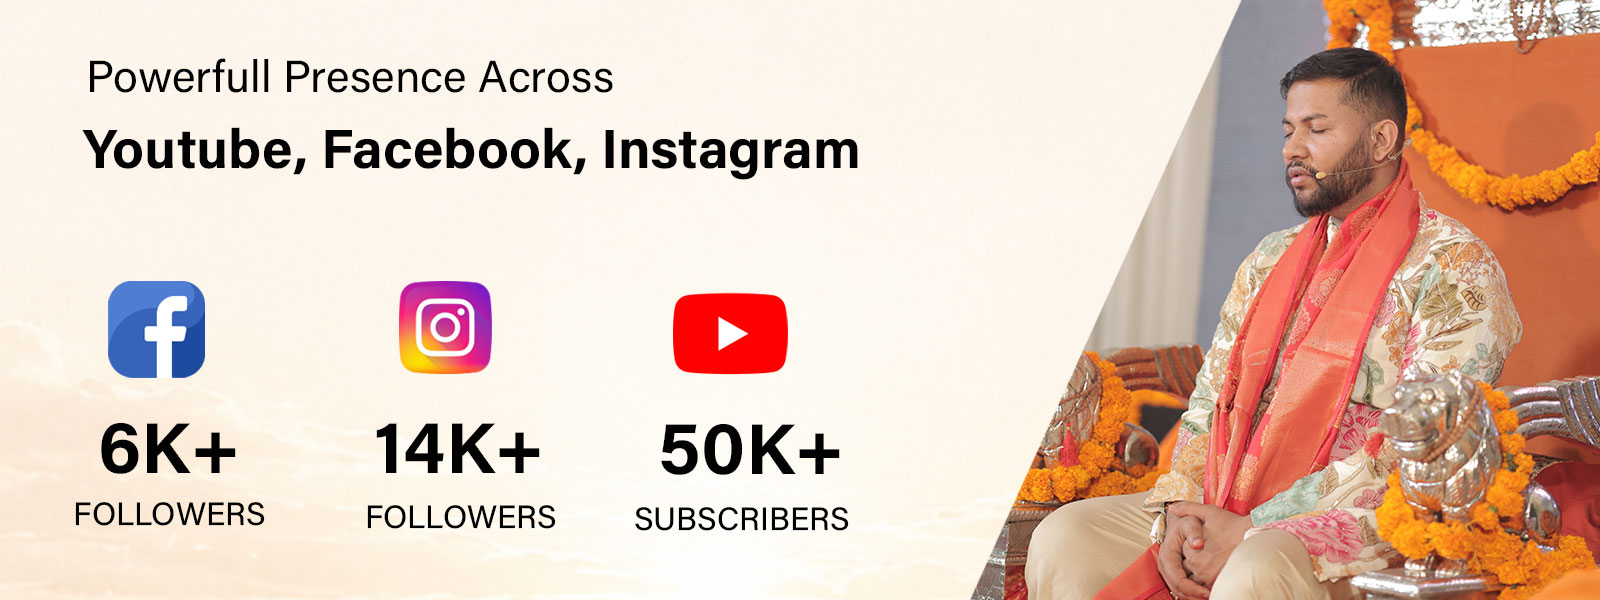 Powerfull Presence Across
Youtube, Facebook, Instagram
6K+
14K+
50K+
FOLLOWERS
FOLLOWERS
SUBSCRIBERS